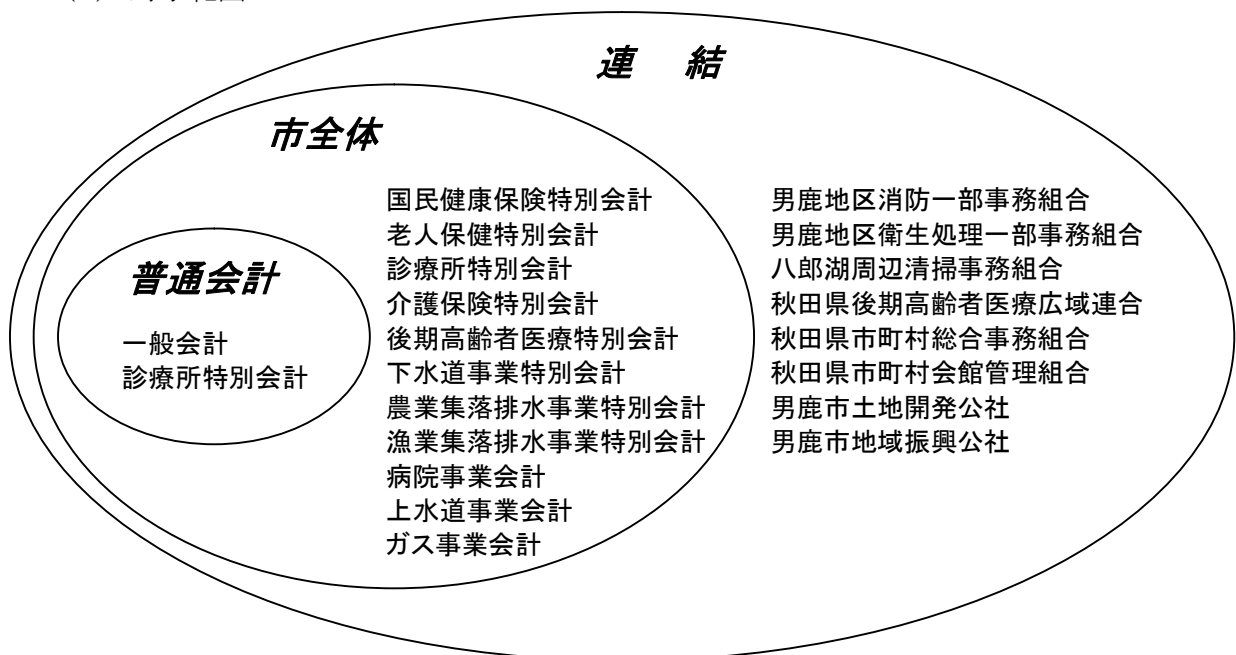 連 結
市全体
普通会計
一般会計
診療所特別会計
国民健康保険特別会計
老人保健特別会計
診療所特別会計
介護保険特別会計
後期高齢者医療特別会計
下水道事業特別会計
農業集落排水事業特別会計
漁業集落排水事業特別会計
病院事業会計
上水道事業会計
ガス事業会計
男鹿地区消防一部事務組合
男鹿地区衛生処理一部事務組合
八郎湖周辺清掃事務組合
秋田県後期高齢者医療広域連合
秋田県市町村総合事務組合
秋田県市町村会館管理組合
男鹿市土地開発公社
男鹿市地域振興公社